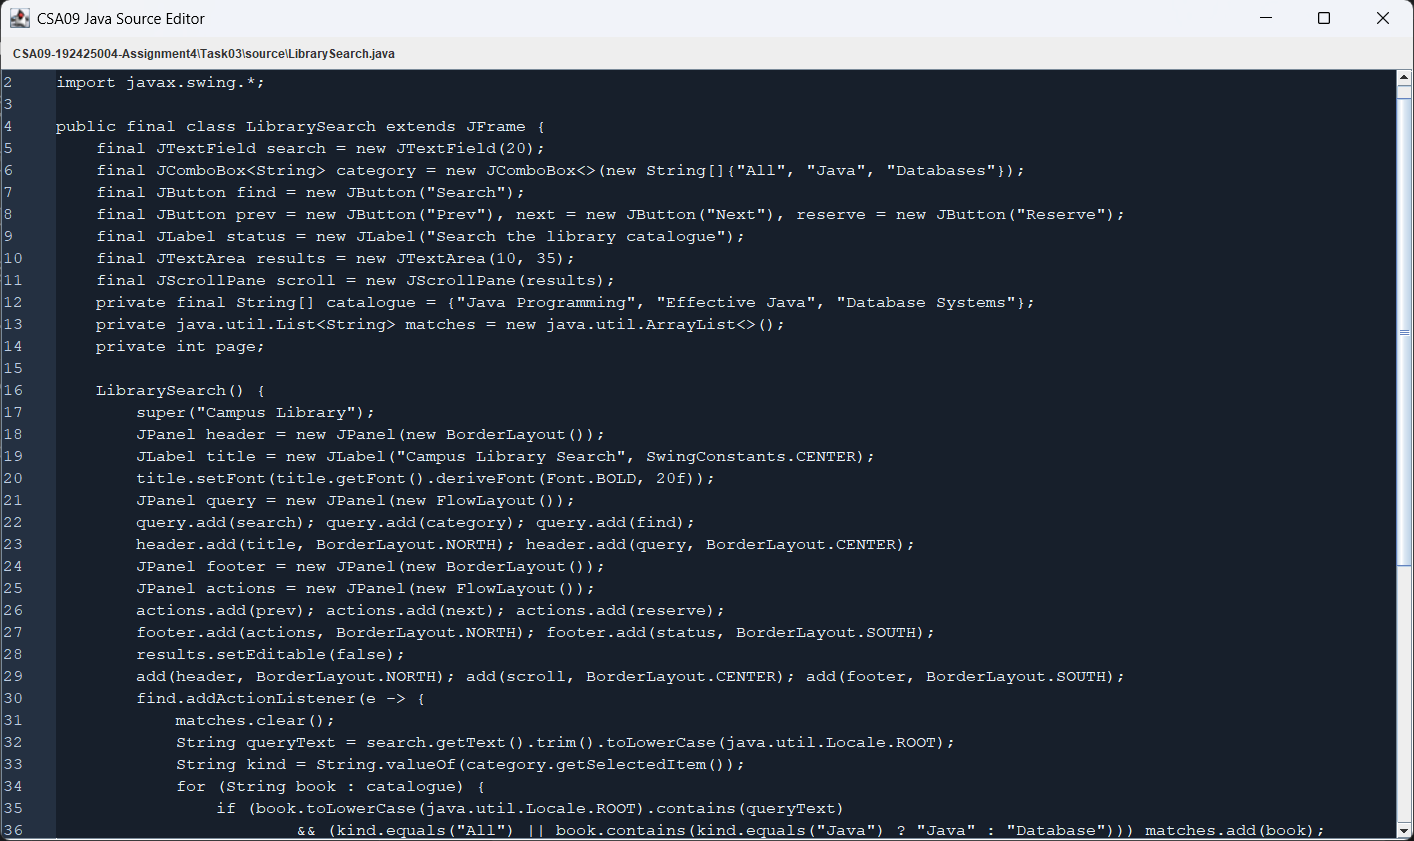 CSA09 Java Source Editor
CSA09-192425004-Assignment4\Task03\source\LibrarySearch.java
2 import javax.swing.*;
3
4 public final class LibrarySearch extends JFrame {
5 final JTextField search = new JTextField(20);
6 final JComboBox<String> category = new JComboBox<>(new String[]{"All", "Java", "Databases"});
7 final JButton find = new JButton("Search");
8 final JButton prev = new JButton("Prev"), next = new JButton("Next"), reserve = new JButton("Reserve");
9 final JLabel status = new JLabel("Search the library catalogue");
10 final JTextArea results = new JTextArea(10, 35);
11 final JScrollPane scroll = new JScrollPane(results);
12 private final String[] catalogue = {"Java Programming", "Effective Java", "Database Systems"};
13 private java.util.List<String> matches = new java.util.ArrayList<>();
14 private int page;
15
16 LibrarySearch() {
17 super("Campus Library");
18 JPanel header = new JPanel(new BorderLayout());
19 JLabel title = new JLabel("Campus Library Search", SwingConstants.CENTER);
20 title.setFont(title.getFont().deriveFont(Font.BOLD, 20f));
21 JPanel query = new JPanel(new FlowLayout());
22 query.add(search); query.add(category); query.add(find);
23 header.add(title, BorderLayout.NORTH); header.add(query, BorderLayout.CENTER);
24 JPanel footer = new JPanel(new BorderLayout());
25 JPanel actions = new JPanel(new FlowLayout());
26 actions.add(prev); actions.add(next); actions.add(reserve);
27 footer.add(actions, BorderLayout.NORTH); footer.add(status, BorderLayout.SOUTH);
28 results.setEditable(false);
29 add(header, BorderLayout.NORTH); add(scroll, BorderLayout.CENTER); add(footer, BorderLayout.SOUTH);
30 find.addActionListener(e -> {
31 matches.clear();
32 String queryText = search.getText().trim().toLowerCase(java.util.Locale.ROOT);
33 String kind = String.valueOf(category.getSelectedItem());
34 for (String book : catalogue) {
35 if (book.toLowerCase(java.util.Locale.ROOT).contains(queryText)
36 && (kind.equals("All") || book.contains(kind.equals("Java") ? "Java" : "Database"))) matches.add(book);